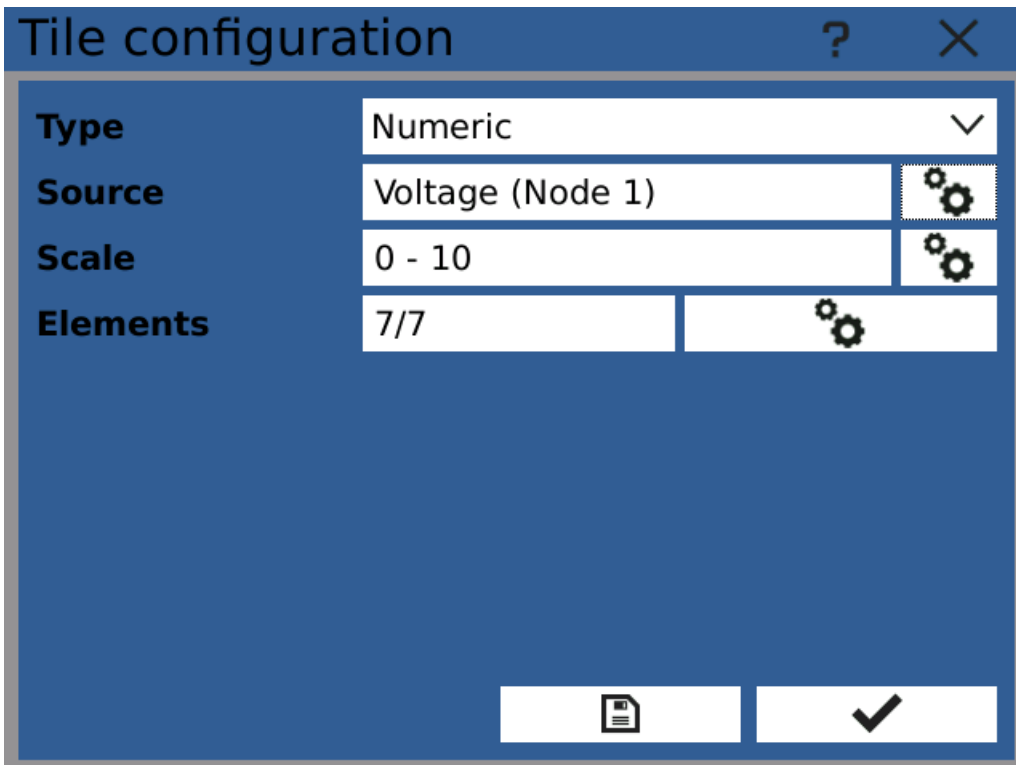 Tile configuration ?
Type Numeric
Source Voltage (Node 1)
Scale 0 - 10
Elements 7/7